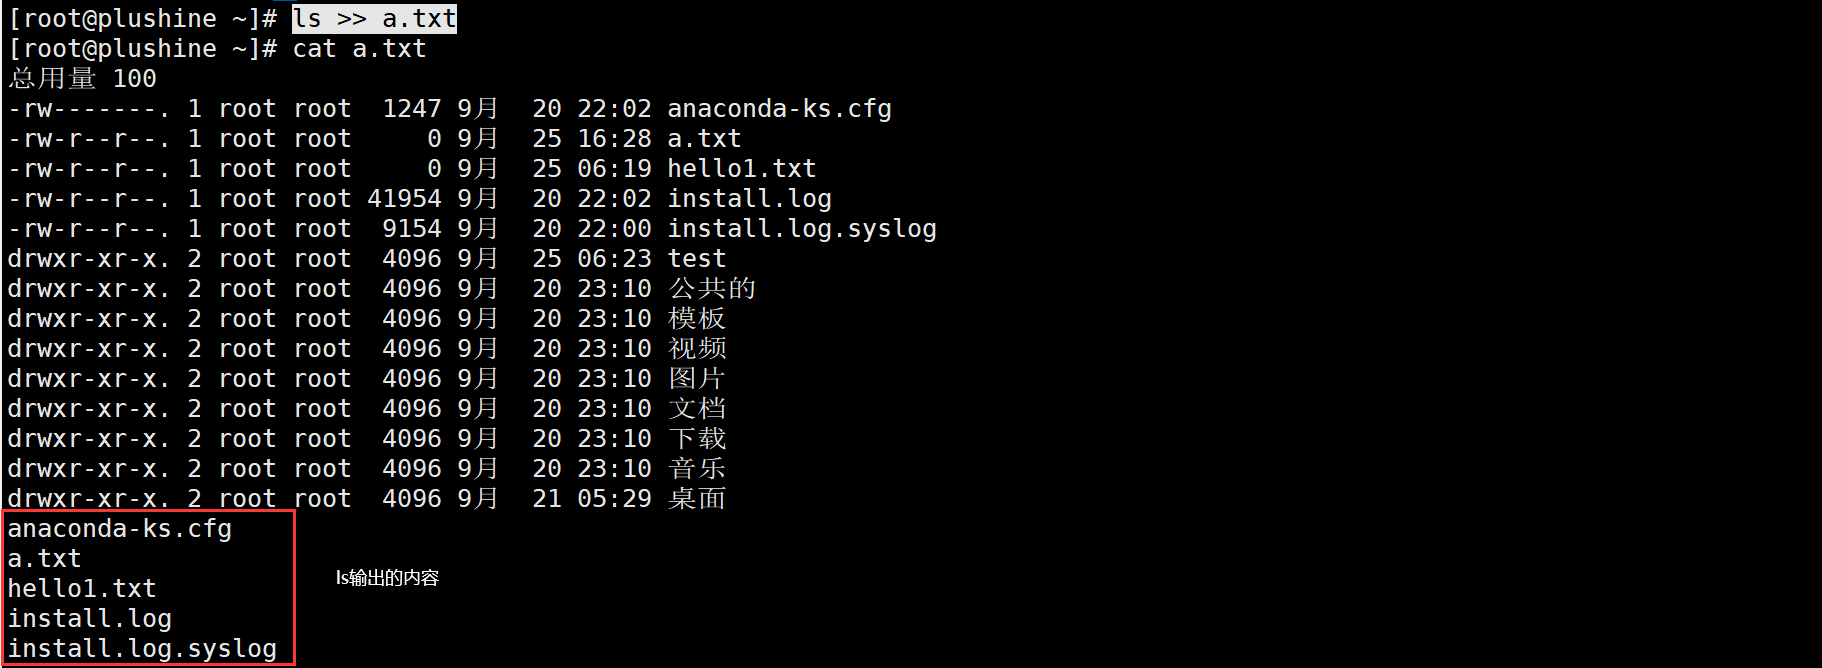 [root@plushine ~]# ls >> a.txt
[root@plushine ~]# cat a.txt
总用量 100
-rw-------. 1 root root  1247 9月  20 22:02 anaconda-ks.cfg
-rw-r--r--. 1 root root     0 9月  25 16:28 a.txt
-rw-r--r--. 1 root root     0 9月  25 06:19 hello1.txt
-rw-r--r--. 1 root root 41954 9月  20 22:02 install.log
-rw-r--r--. 1 root root  9154 9月  20 22:00 install.log.syslog
drwxr-xr-x. 2 root root  4096 9月  25 06:23 test
drwxr-xr-x. 2 root root  4096 9月  20 23:10 公共的
drwxr-xr-x. 2 root root  4096 9月  20 23:10 模板
drwxr-xr-x. 2 root root  4096 9月  20 23:10 视频
drwxr-xr-x. 2 root root  4096 9月  20 23:10 图片
drwxr-xr-x. 2 root root  4096 9月  20 23:10 文档
drwxr-xr-x. 2 root root  4096 9月  20 23:10 下载
drwxr-xr-x. 2 root root  4096 9月  20 23:10 音乐
drwxr-xr-x. 2 root root  4096 9月  21 05:29 桌面
anaconda-ks.cfg
a.txt
ls输出的内容
hello1.txt
install.log
install.log.syslog